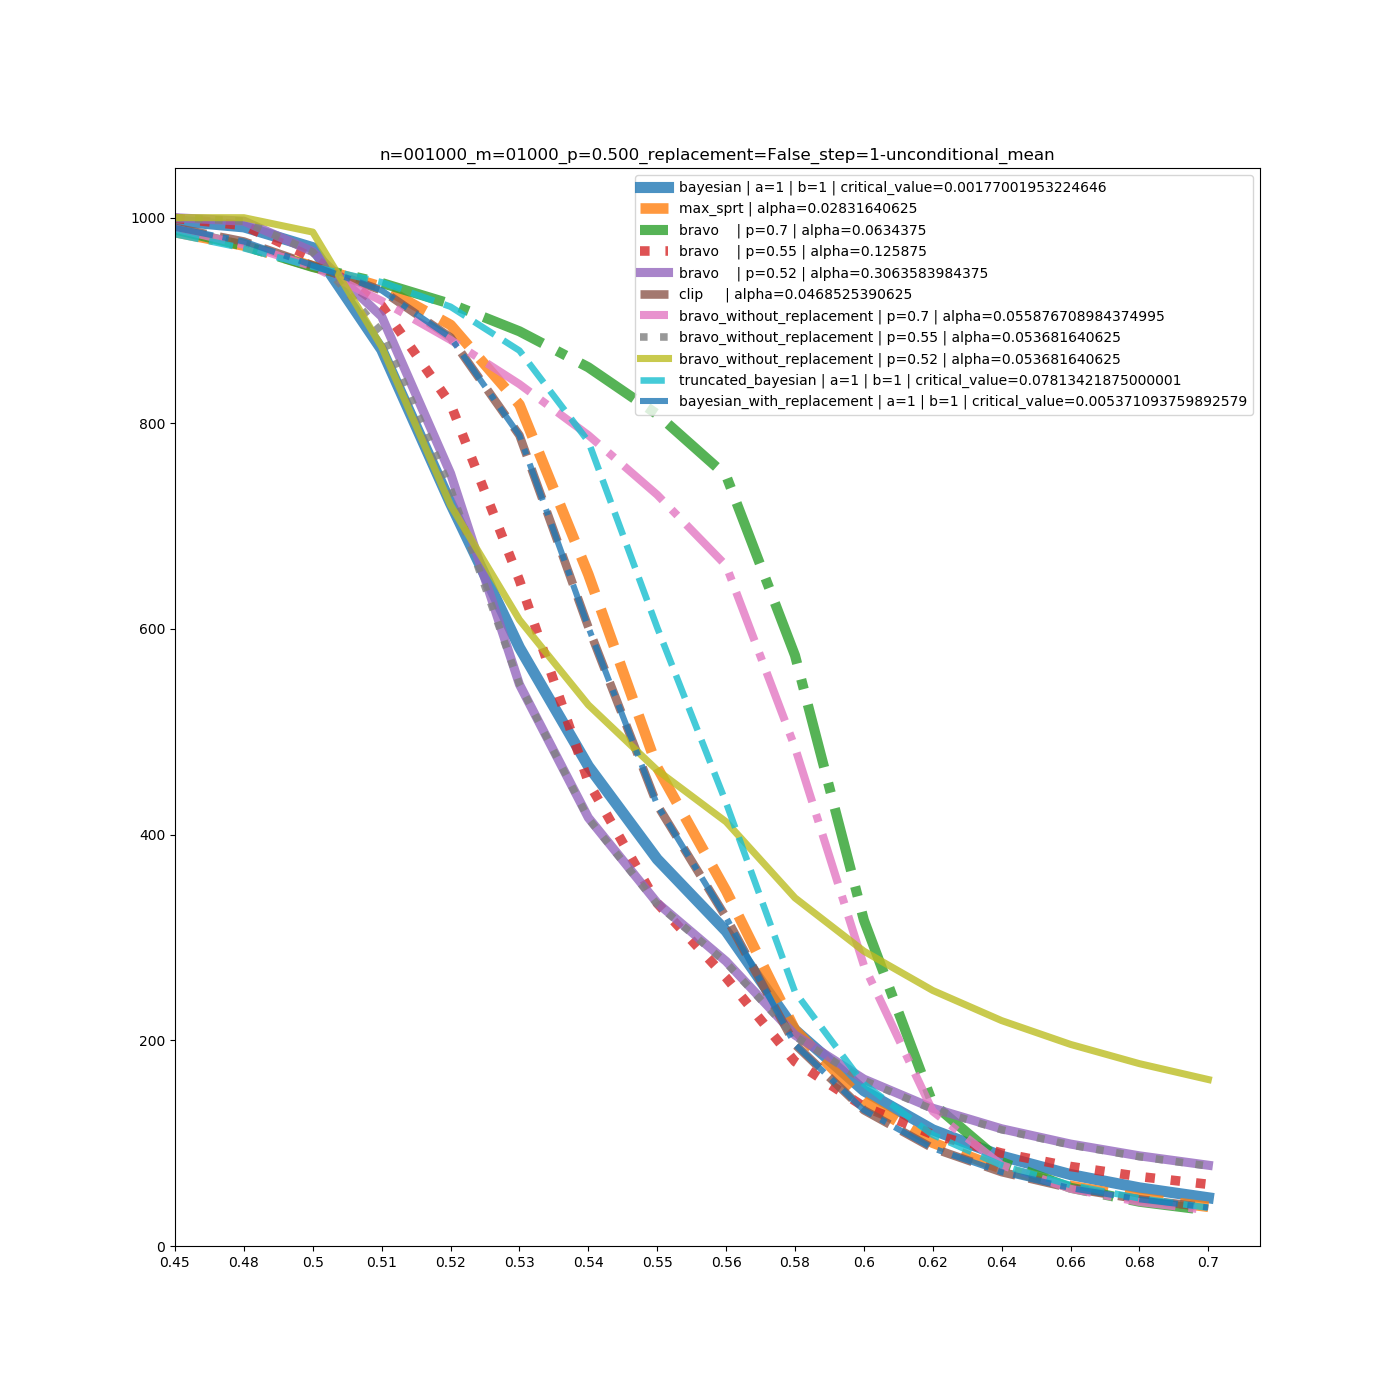 n=001000_m=01000_p=0.500_replacement=False_step=1-unconditional_mean
bayesian | a=1 | b=1 | critical_value=0.00177001953224646
max_sprt | alpha=0.02831640625
bravo | p=0.7 | alpha=0.0634375
bravo | p=0.55 | alpha=0.125875
bravo | p=0.52 | alpha=0.3063583984375
clip | alpha=0.0468525390625
bravo_without_replacement | p=0.7 | alpha=0.055876708984374995
bravo_without_replacement | p=0.55 | alpha=0.053681640625
bravo_without_replacement | p=0.52 | alpha=0.053681640625
truncated_bayesian | a=1 | b=1 | critical_value=0.07813421875000001
bayesian_with_replacement | a=1 | b=1 | critical_value=0.005371093759892579
1000
800
600
400
200
0
0.45 0.48 0.5 0.51 0.52 0.53 0.54 0.55 0.56 0.58 0.6 0.62 0.64 0.66 0.68 0.7